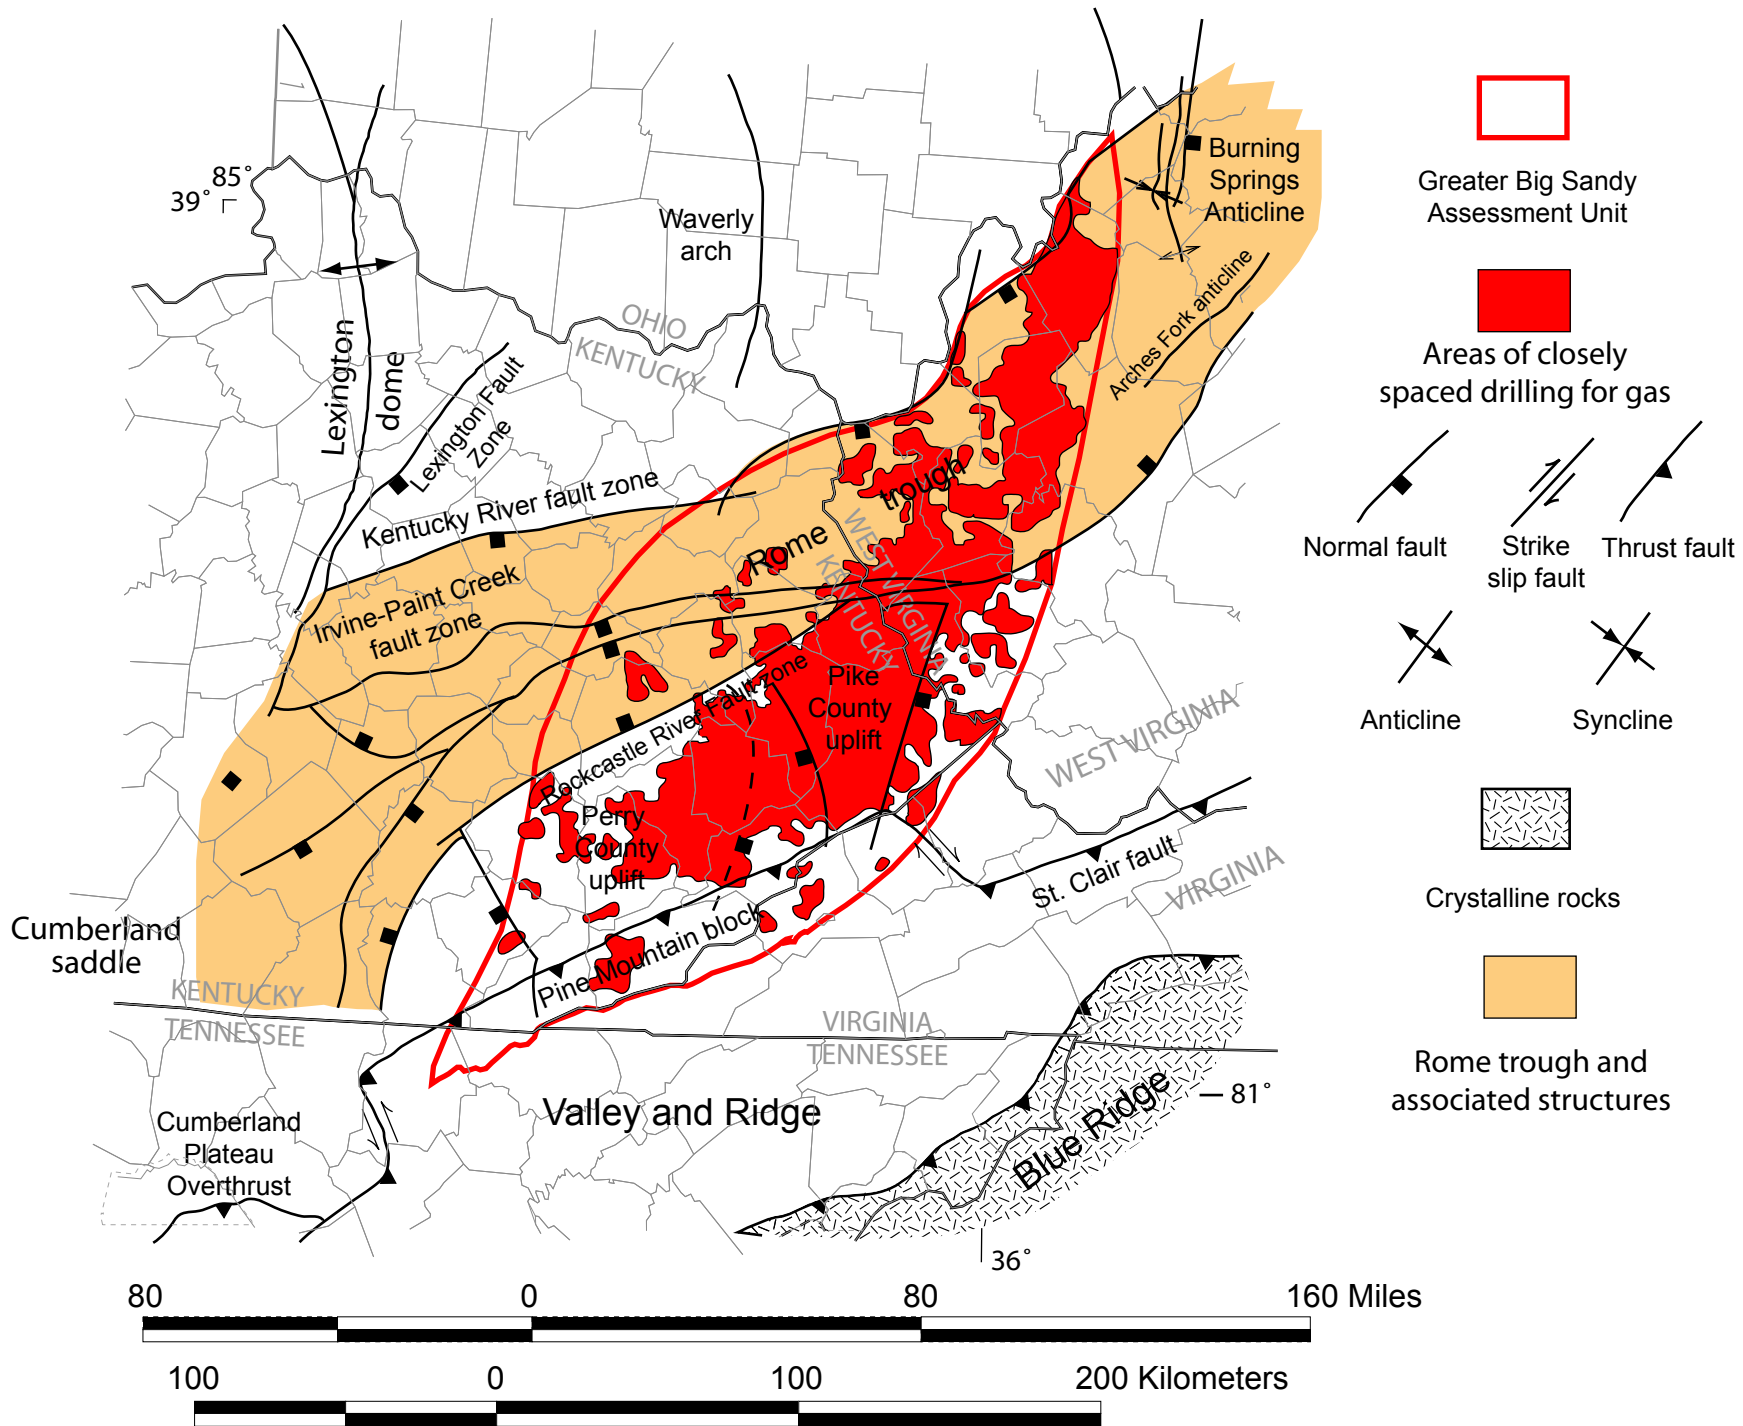 85°
39°
Waverly
arch
Burning
Springs
Anticline
Arches Fork anticline
OHIO
KENTUCKY
Lexington
dome
Lexington Fault
Zone
Kentucky River fault zone
Irvine-Paint Creek
fault zone
Rome
trough
WEST VIRGINIA
KENTUCKY
Rockcastle River Fault zone
Pike
County
uplift
Perry
County
uplift
WEST VIRGINIA
VIRGINIA
St. Clair fault
Pine Mountain block
Cumberland
saddle
KENTUCKY
TENNESSEE
VIRGINIA
TENNESSEE
Valley and Ridge
Blue Ridge
81°
36°
Cumberland
Plateau
Overthrust
80 0 80 160 Miles
100 0 100 200 Kilometers
Greater Big Sandy
Assessment Unit
Areas of closely
spaced drilling for gas
Normal fault
Strike
slip fault
Thrust fault
Anticline
Syncline
Crystalline rocks
Rome trough and
associated structures